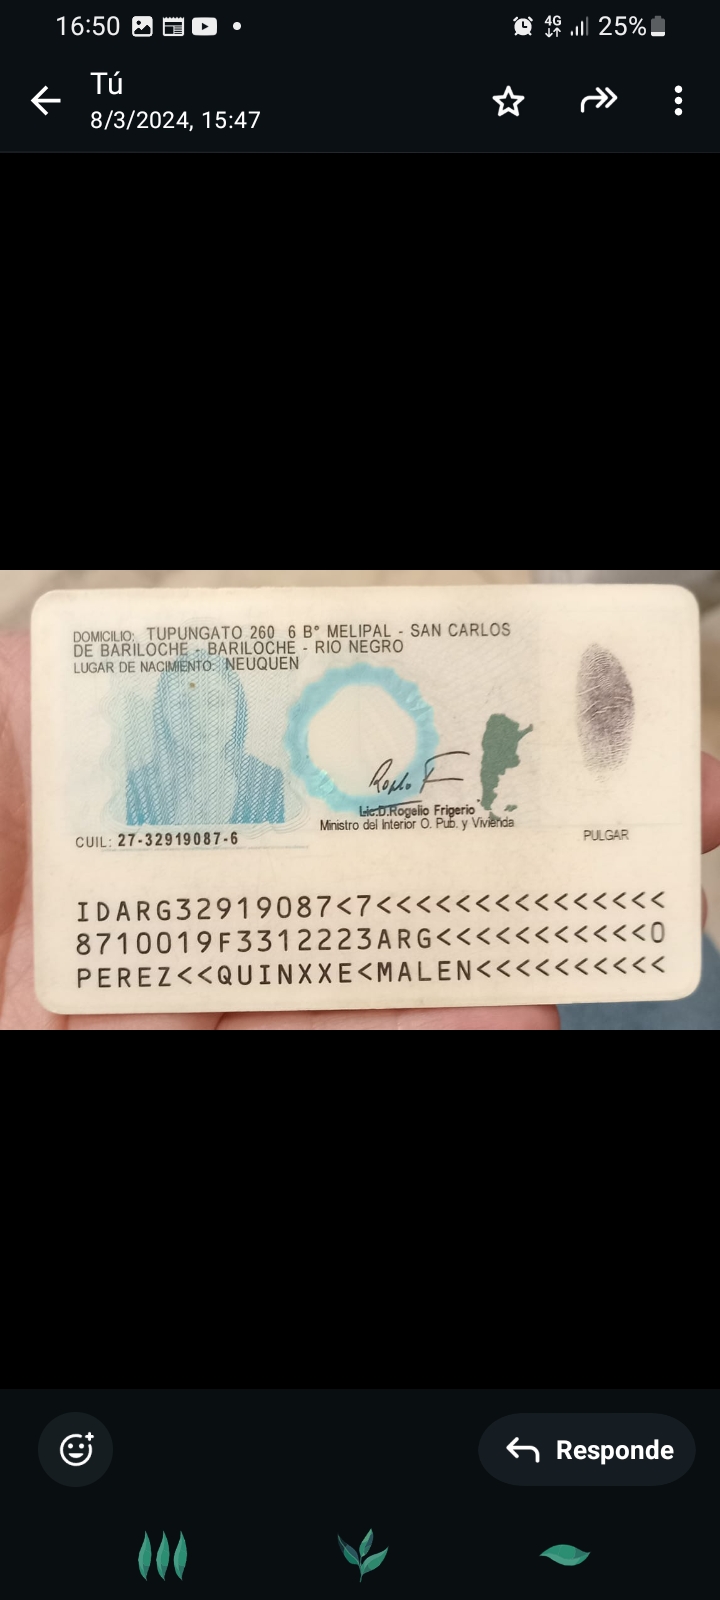 16:50
4G 25%
Tú
8/3/2024, 15:47
DOMICILIO: TUPUNGATO 260 6 B° MELIPAL - SAN CARLOS
DE BARILOCHE - BARILOCHE - RIO NEGRO
LUGAR DE NACIMIENTO: NEUQUEN
Lic.D.Rogelio Frigerio
Ministro del Interior O. Pub. y Vivienda
CUIL: 27-32919087-6
PULGAR
IDARG32919087<7<<<<<<<<<<<<<<<
8710019F3312223ARG<<<<<<<<<<<0
PEREZ<<QUINXXE<MALEN<<<<<<<<<<
Responde